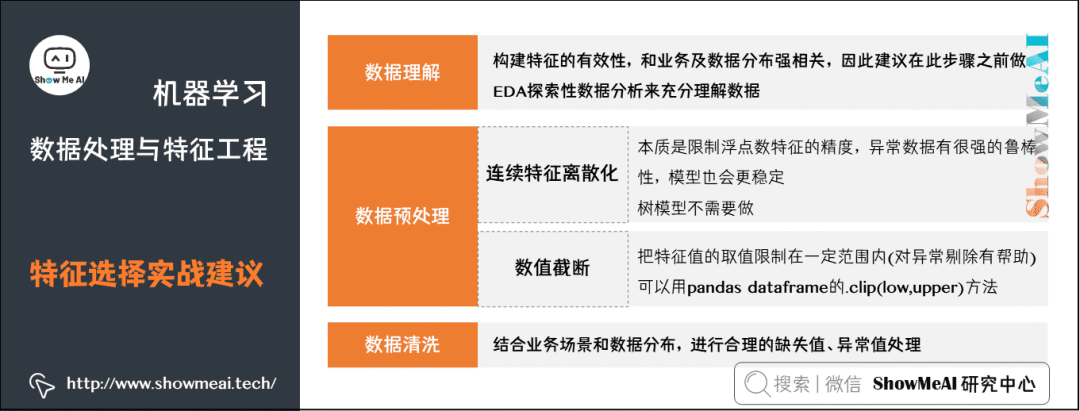 Show Me AI
机器学习
数据处理与特征工程
特征选择实战建议
http://www.showmeai.tech/
数据理解
构建特征的有效性，和业务及数据分布强相关，因此建议在此步骤之前做
EDA探索性数据分析来充分理解数据
数据预处理
连续特征离散化
本质是限制浮点数特征的精度，异常数据有很强的鲁棒
性，模型也会更稳定
树模型不需要做
数值截断
把特征值的取值限制在一定范围内(对异常剔除有帮助)
可以用pandas dataframe的.clip(low,upper)方法
数据清洗
结合业务场景和数据分布，进行合理的缺失值、异常值处理
ShowMeAI
搜索 | 微信 ShowMeAI 研究中心